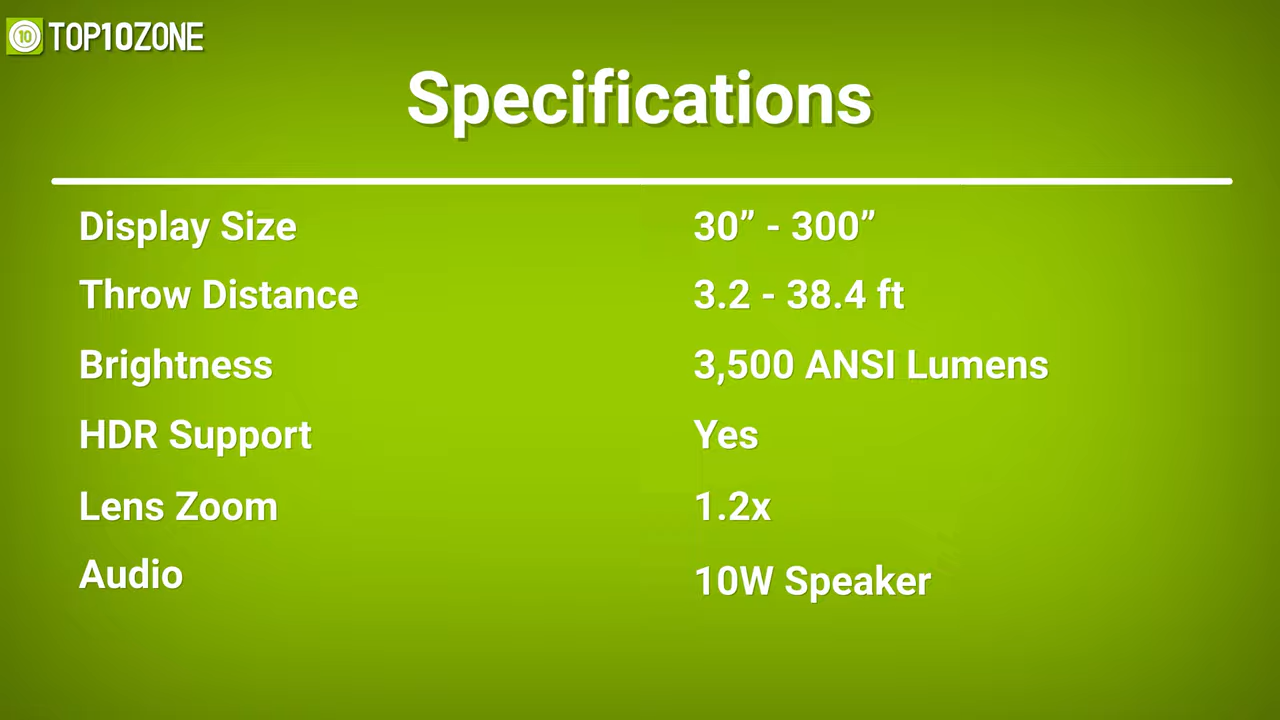 10 TOP10ZONE
Specifications
Display Size 30” - 300”
Throw Distance 3.2 - 38.4 ft
Brightness 3,500 ANSI Lumens
HDR Support Yes
Lens Zoom 1.2x
Audio 10W Speaker